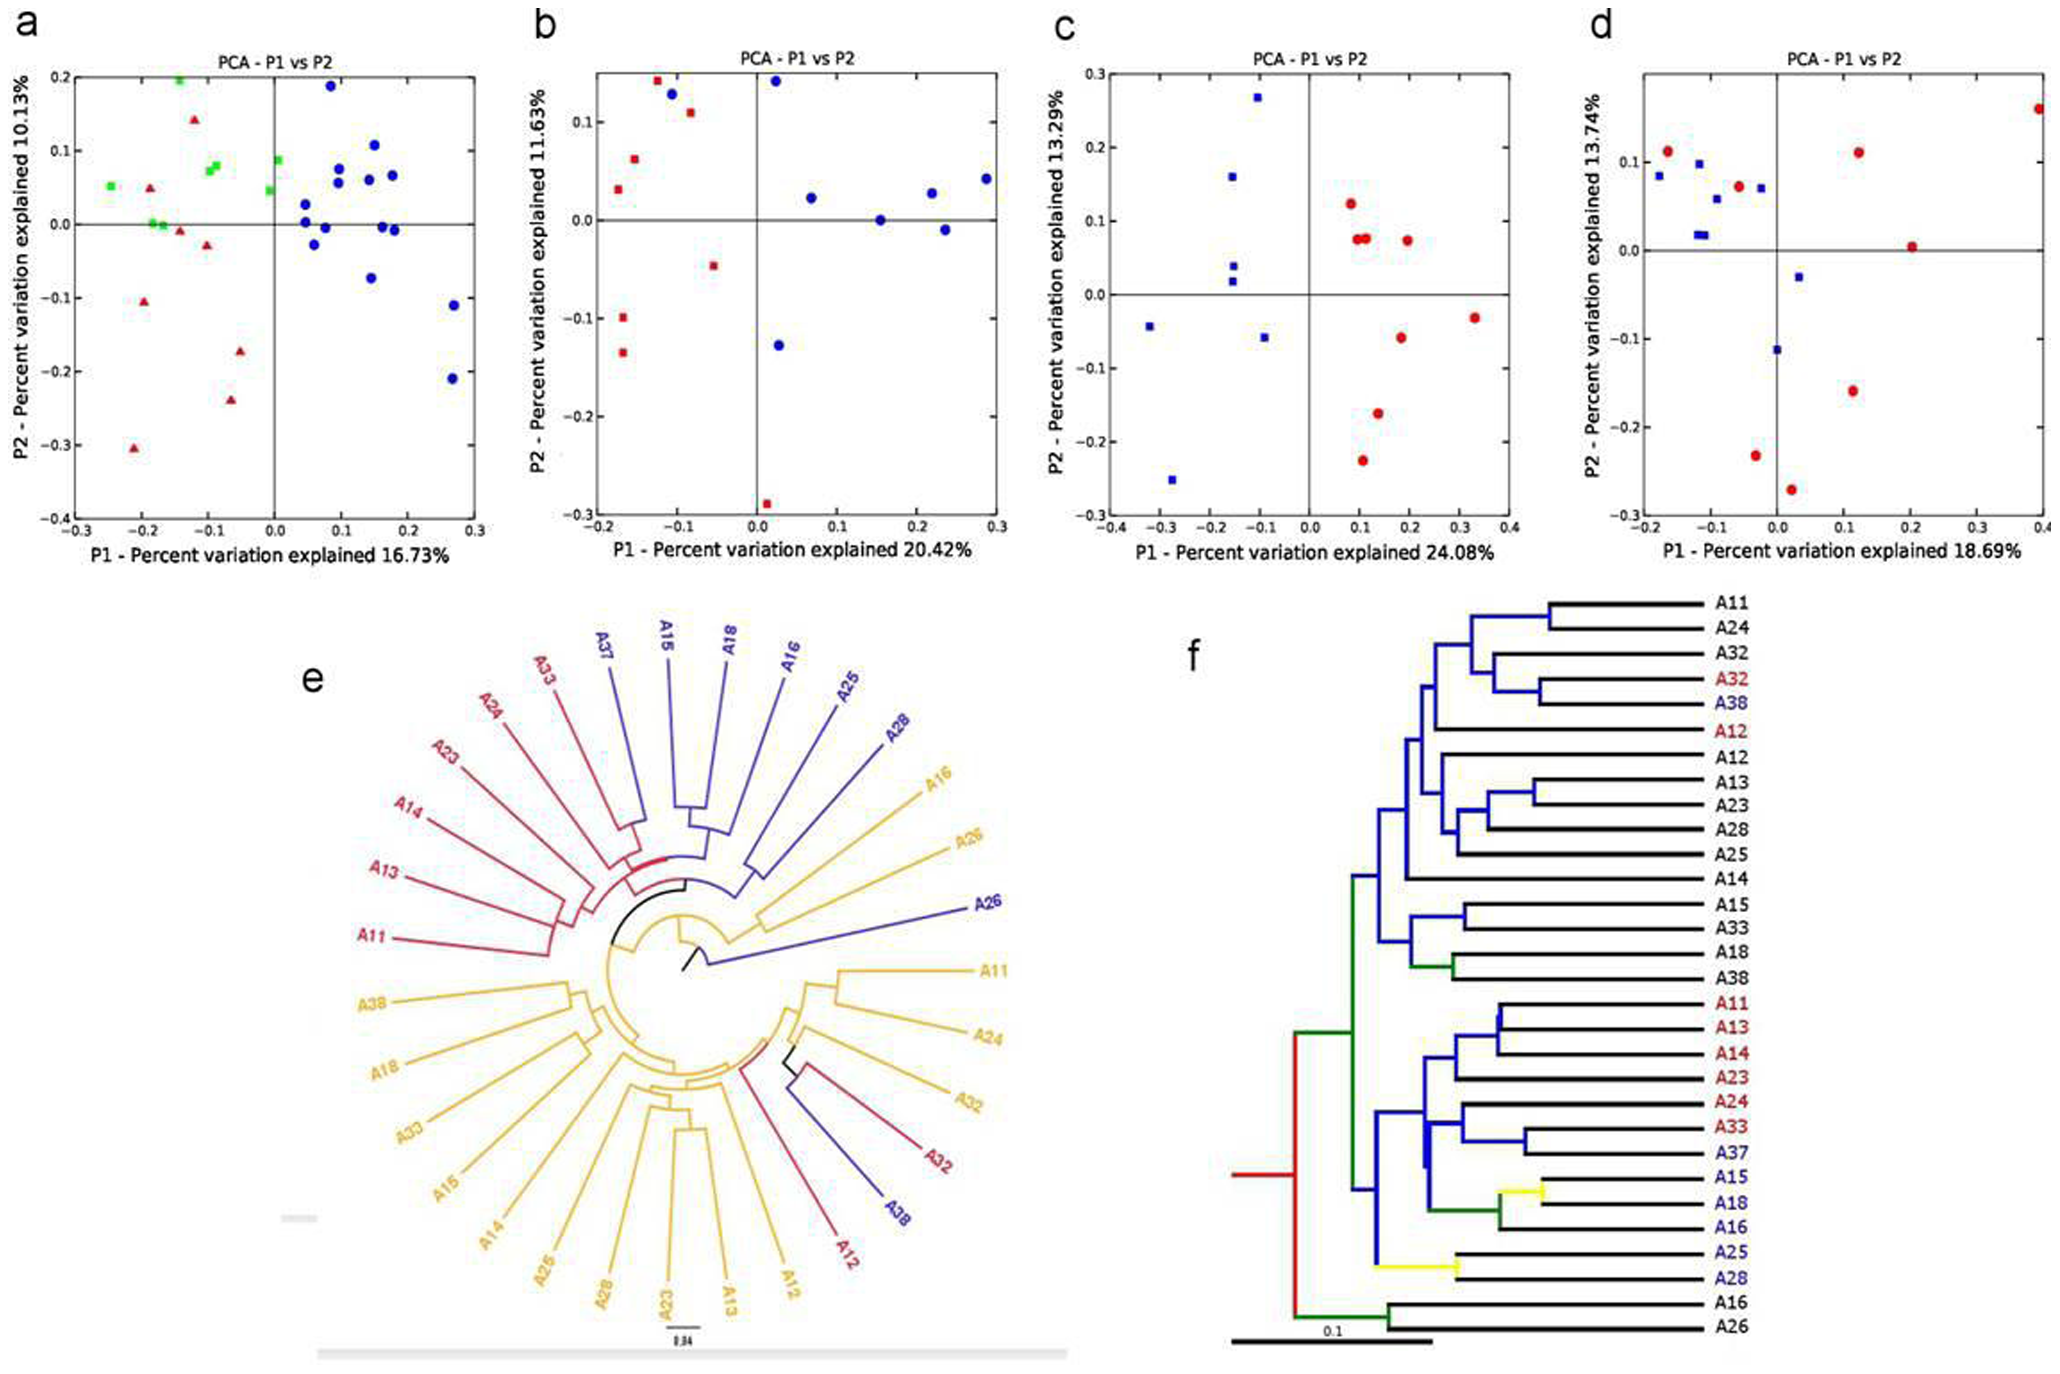 a
b
c
d
PCA - P1 vs P2
PCA - P1 vs P2
PCA - P1 vs P2
PCA - P1 vs P2
P2 - Percent variation explained 10.13%
0.2
0.1
0.0
−0.1
−0.2
−0.3
−0.4
−0.3
−0.2
−0.1
0.0
0.1
0.2
0.3
P1 - Percent variation explained 16.73%
P2 - Percent variation explained 11.63%
0.1
0.0
−0.1
−0.2
−0.3
−0.2
−0.1
0.0
0.1
0.2
0.3
P1 - Percent variation explained 20.42%
P2 - Percent variation explained 13.29%
0.3
0.2
0.1
0.0
−0.1
−0.2
−0.3
−0.4
−0.3
−0.2
−0.1
0.0
0.1
0.2
0.3
0.4
P1 - Percent variation explained 24.08%
P2 - Percent variation explained 13.74%
0.1
0.0
−0.1
−0.2
−0.3
−0.2
−0.1
0.0
0.1
0.2
0.3
0.4
P1 - Percent variation explained 18.69%
e
A37
A15
A18
A16
A25
A28
A16
A26
A26
A11
A24
A32
A32
A38
A12
A12
A13
A23
A28
A25
A14
A15
A33
A18
A38
A11
A13
A14
A23
A24
A33
0.04
f
A11
A24
A32
A32
A38
A12
A12
A13
A23
A28
A25
A14
A15
A33
A18
A38
A11
A13
A14
A23
A24
A33
A37
A15
A18
A16
A25
A28
A16
A26
0.1